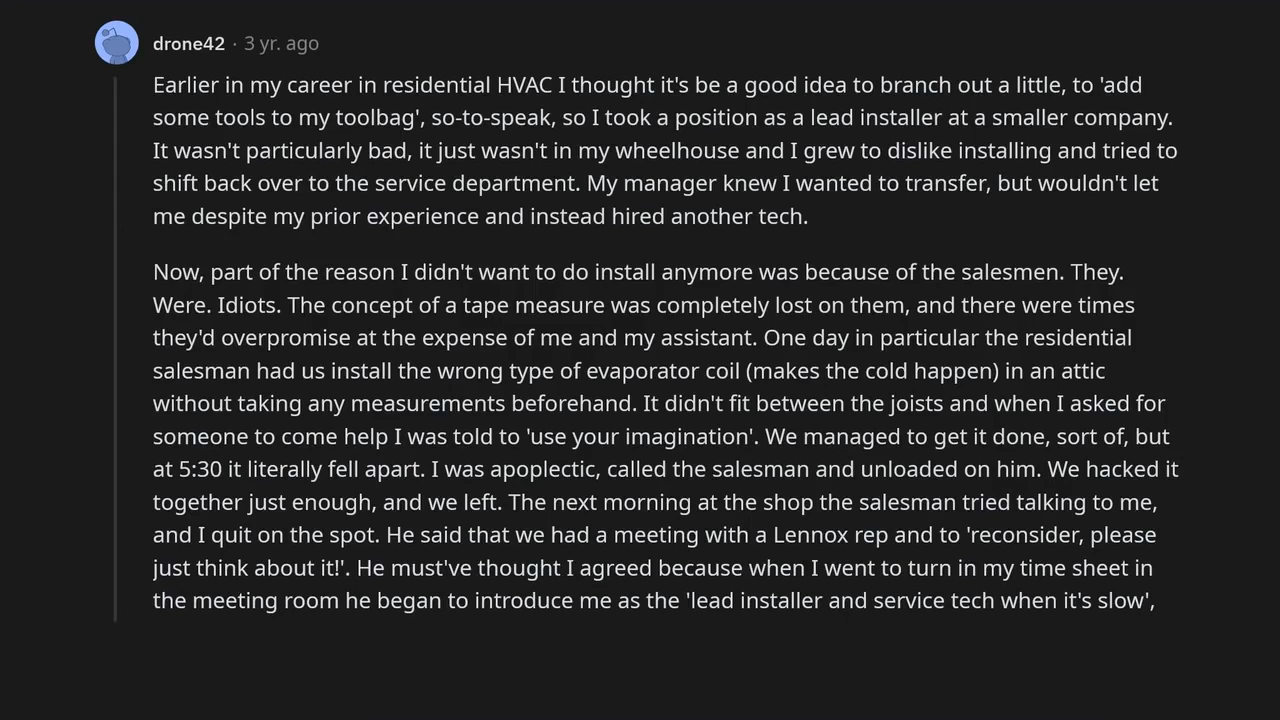 drone42 · 3 yr. ago
Earlier in my career in residential HVAC I thought it's be a good idea to branch out a little, to 'add
some tools to my toolbag', so-to-speak, so I took a position as a lead installer at a smaller company.
It wasn't particularly bad, it just wasn't in my wheelhouse and I grew to dislike installing and tried to
shift back over to the service department. My manager knew I wanted to transfer, but wouldn't let
me despite my prior experience and instead hired another tech.
Now, part of the reason I didn't want to do install anymore was because of the salesmen. They.
Were. Idiots. The concept of a tape measure was completely lost on them, and there were times
they'd overpromise at the expense of me and my assistant. One day in particular the residential
salesman had us install the wrong type of evaporator coil (makes the cold happen) in an attic
without taking any measurements beforehand. It didn't fit between the joists and when I asked for
someone to come help I was told to 'use your imagination'. We managed to get it done, sort of, but
at 5:30 it literally fell apart. I was apoplectic, called the salesman and unloaded on him. We hacked it
together just enough, and we left. The next morning at the shop the salesman tried talking to me,
and I quit on the spot. He said that we had a meeting with a Lennox rep and to 'reconsider, please
just think about it!'. He must've thought I agreed because when I went to turn in my time sheet in
the meeting room he began to introduce me as the 'lead installer and service tech when it's slow',